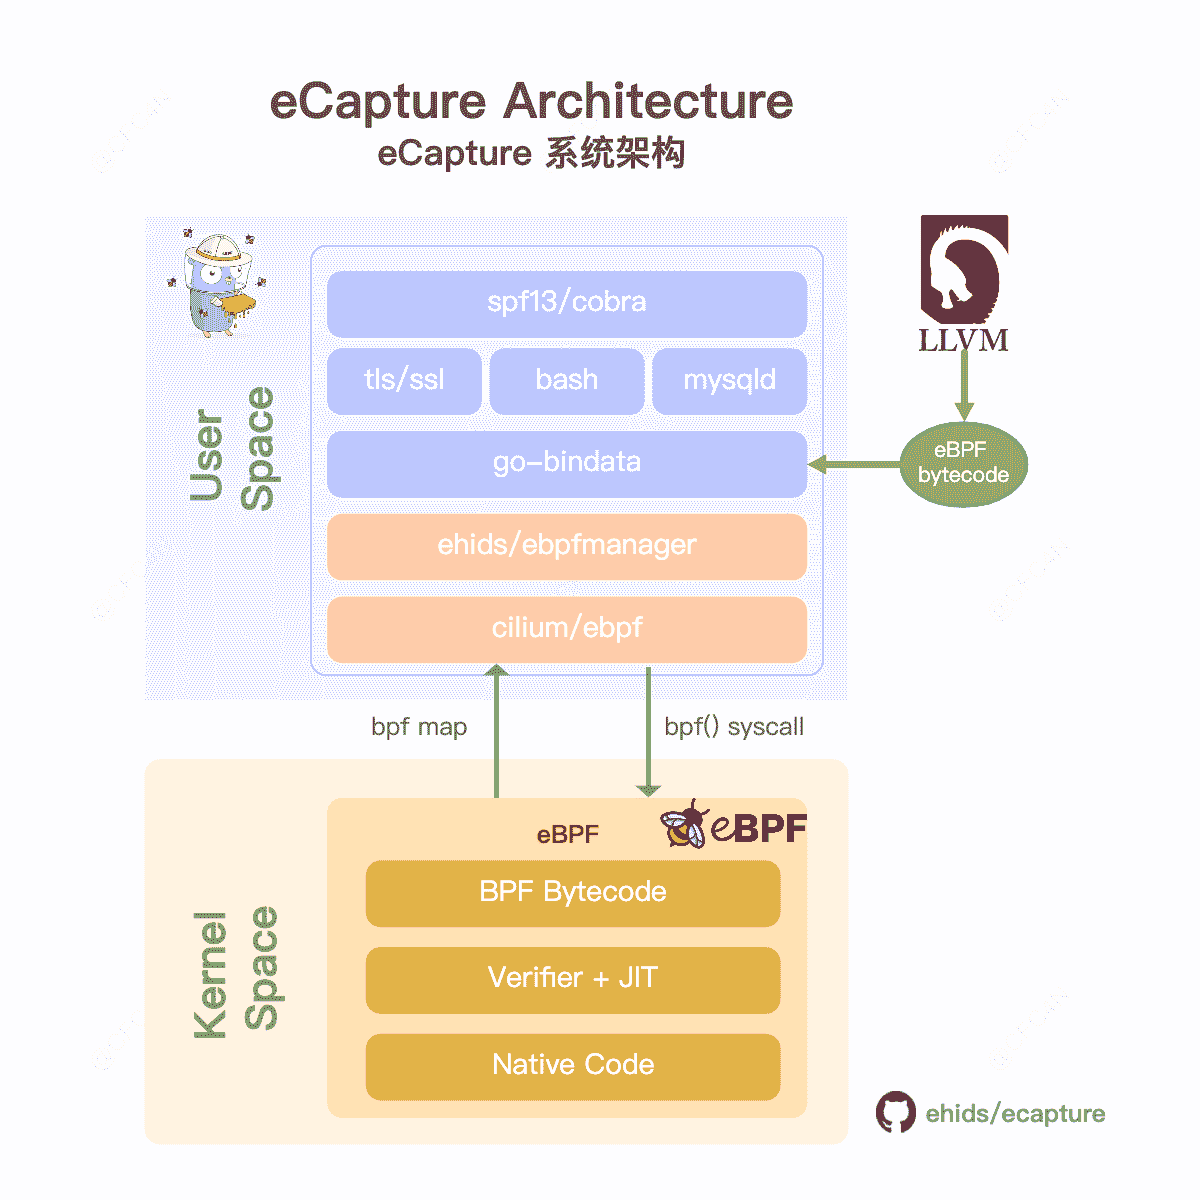 eCapture Architecture
eCapture 系统架构
LLVM
User
Space
spf13/cobra
tls/ssl
bash
mysqld
go-bindata
eBPF
bytecode
ehids/ebpfmanager
cilium/ebpf
bpf map
bpf() syscall
Kernel
Space
eBPF
eBPF
BPF Bytecode
Verifier + JIT
Native Code
ehids/ecapture